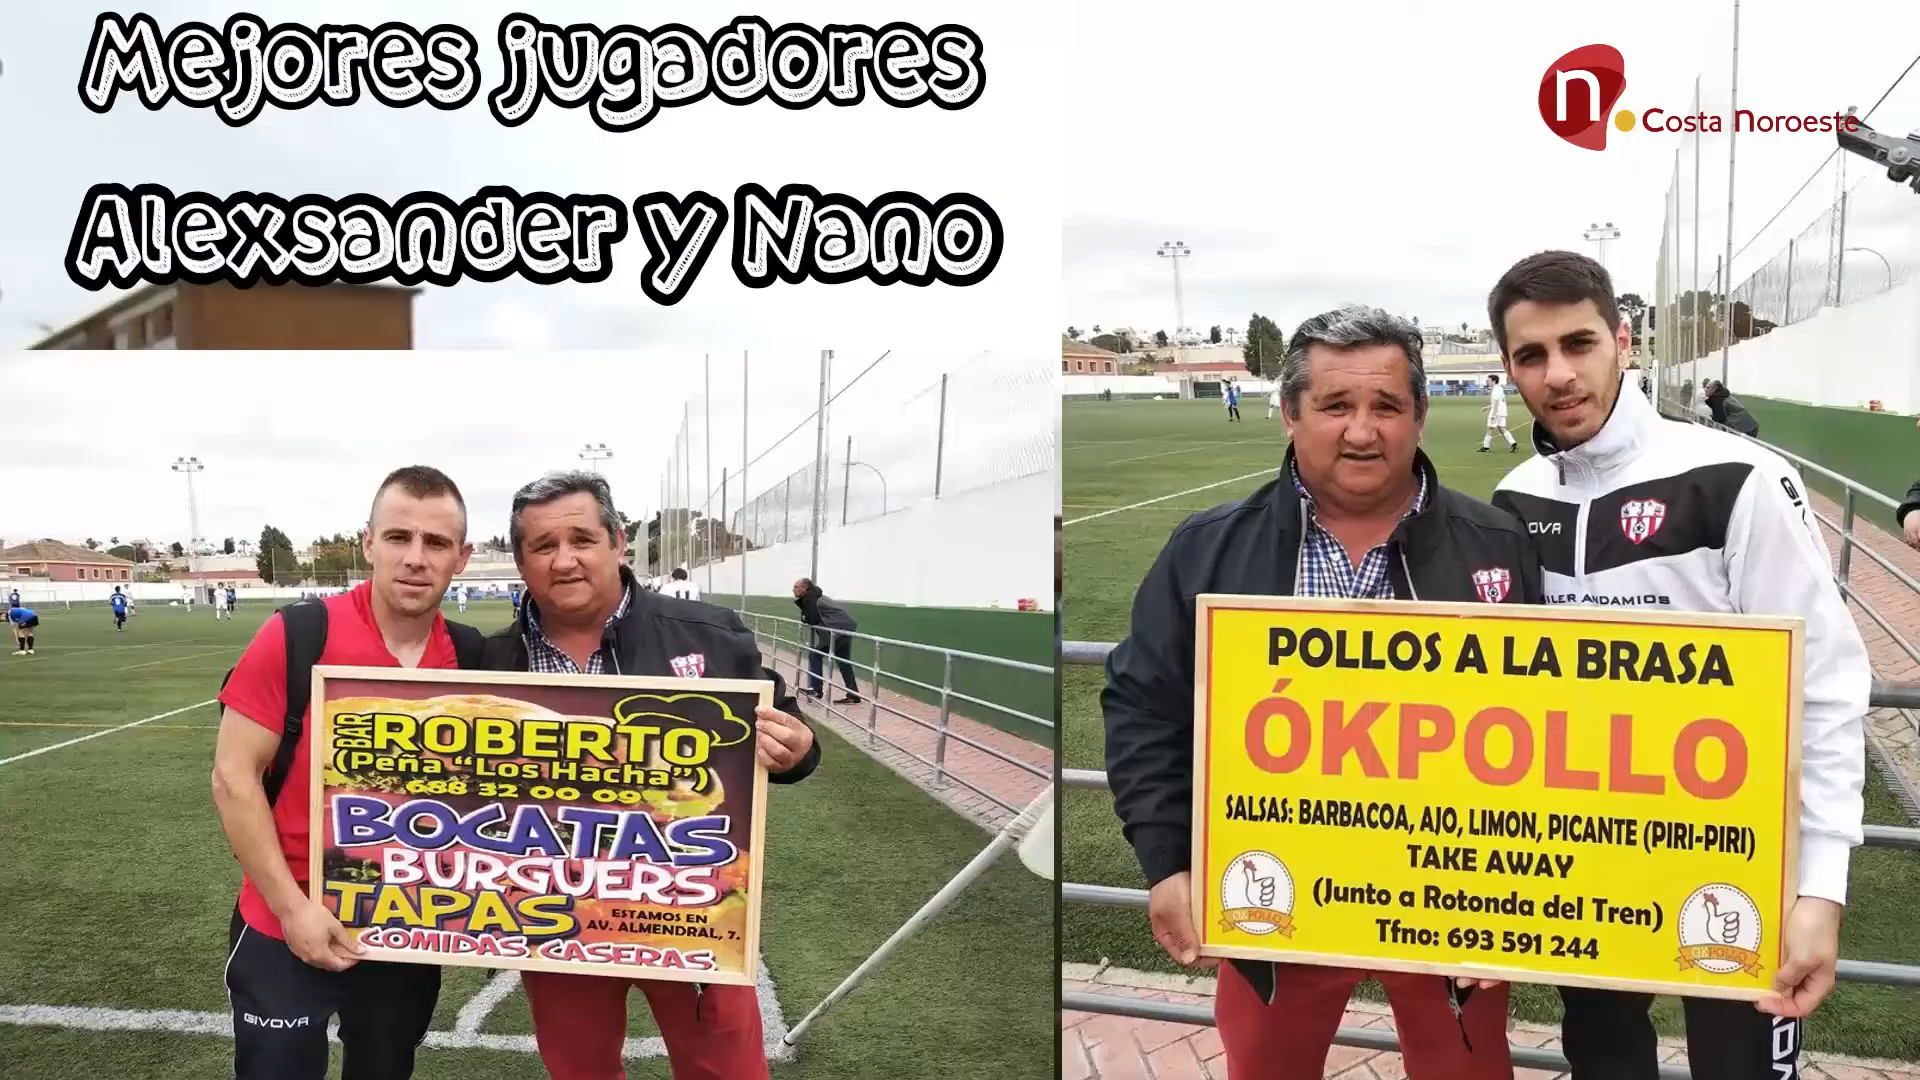 Mejores jugadores
Alexsander y Nano
n. Costa Noroeste
BAR ROBERTO
(Peña "Los Hacha")
688 32 00 09
BOCATAS
BURGUERS
TAPAS
ESTAMOS EN
AV. ALMENDRAL, 7.
COMIDAS CASERAS
GIVOVA
OVA
ILER ANDAMIOS
POLLOS A LA BRASA
ÓKPOLLO
SALSAS: BARBACOA, AJO, LIMON, PICANTE (PIRI-PIRI)
TAKE AWAY
(Junto a Rotonda del Tren)
Tfno: 693 591 244
ÓKPOLLO
ÓKPOLLO